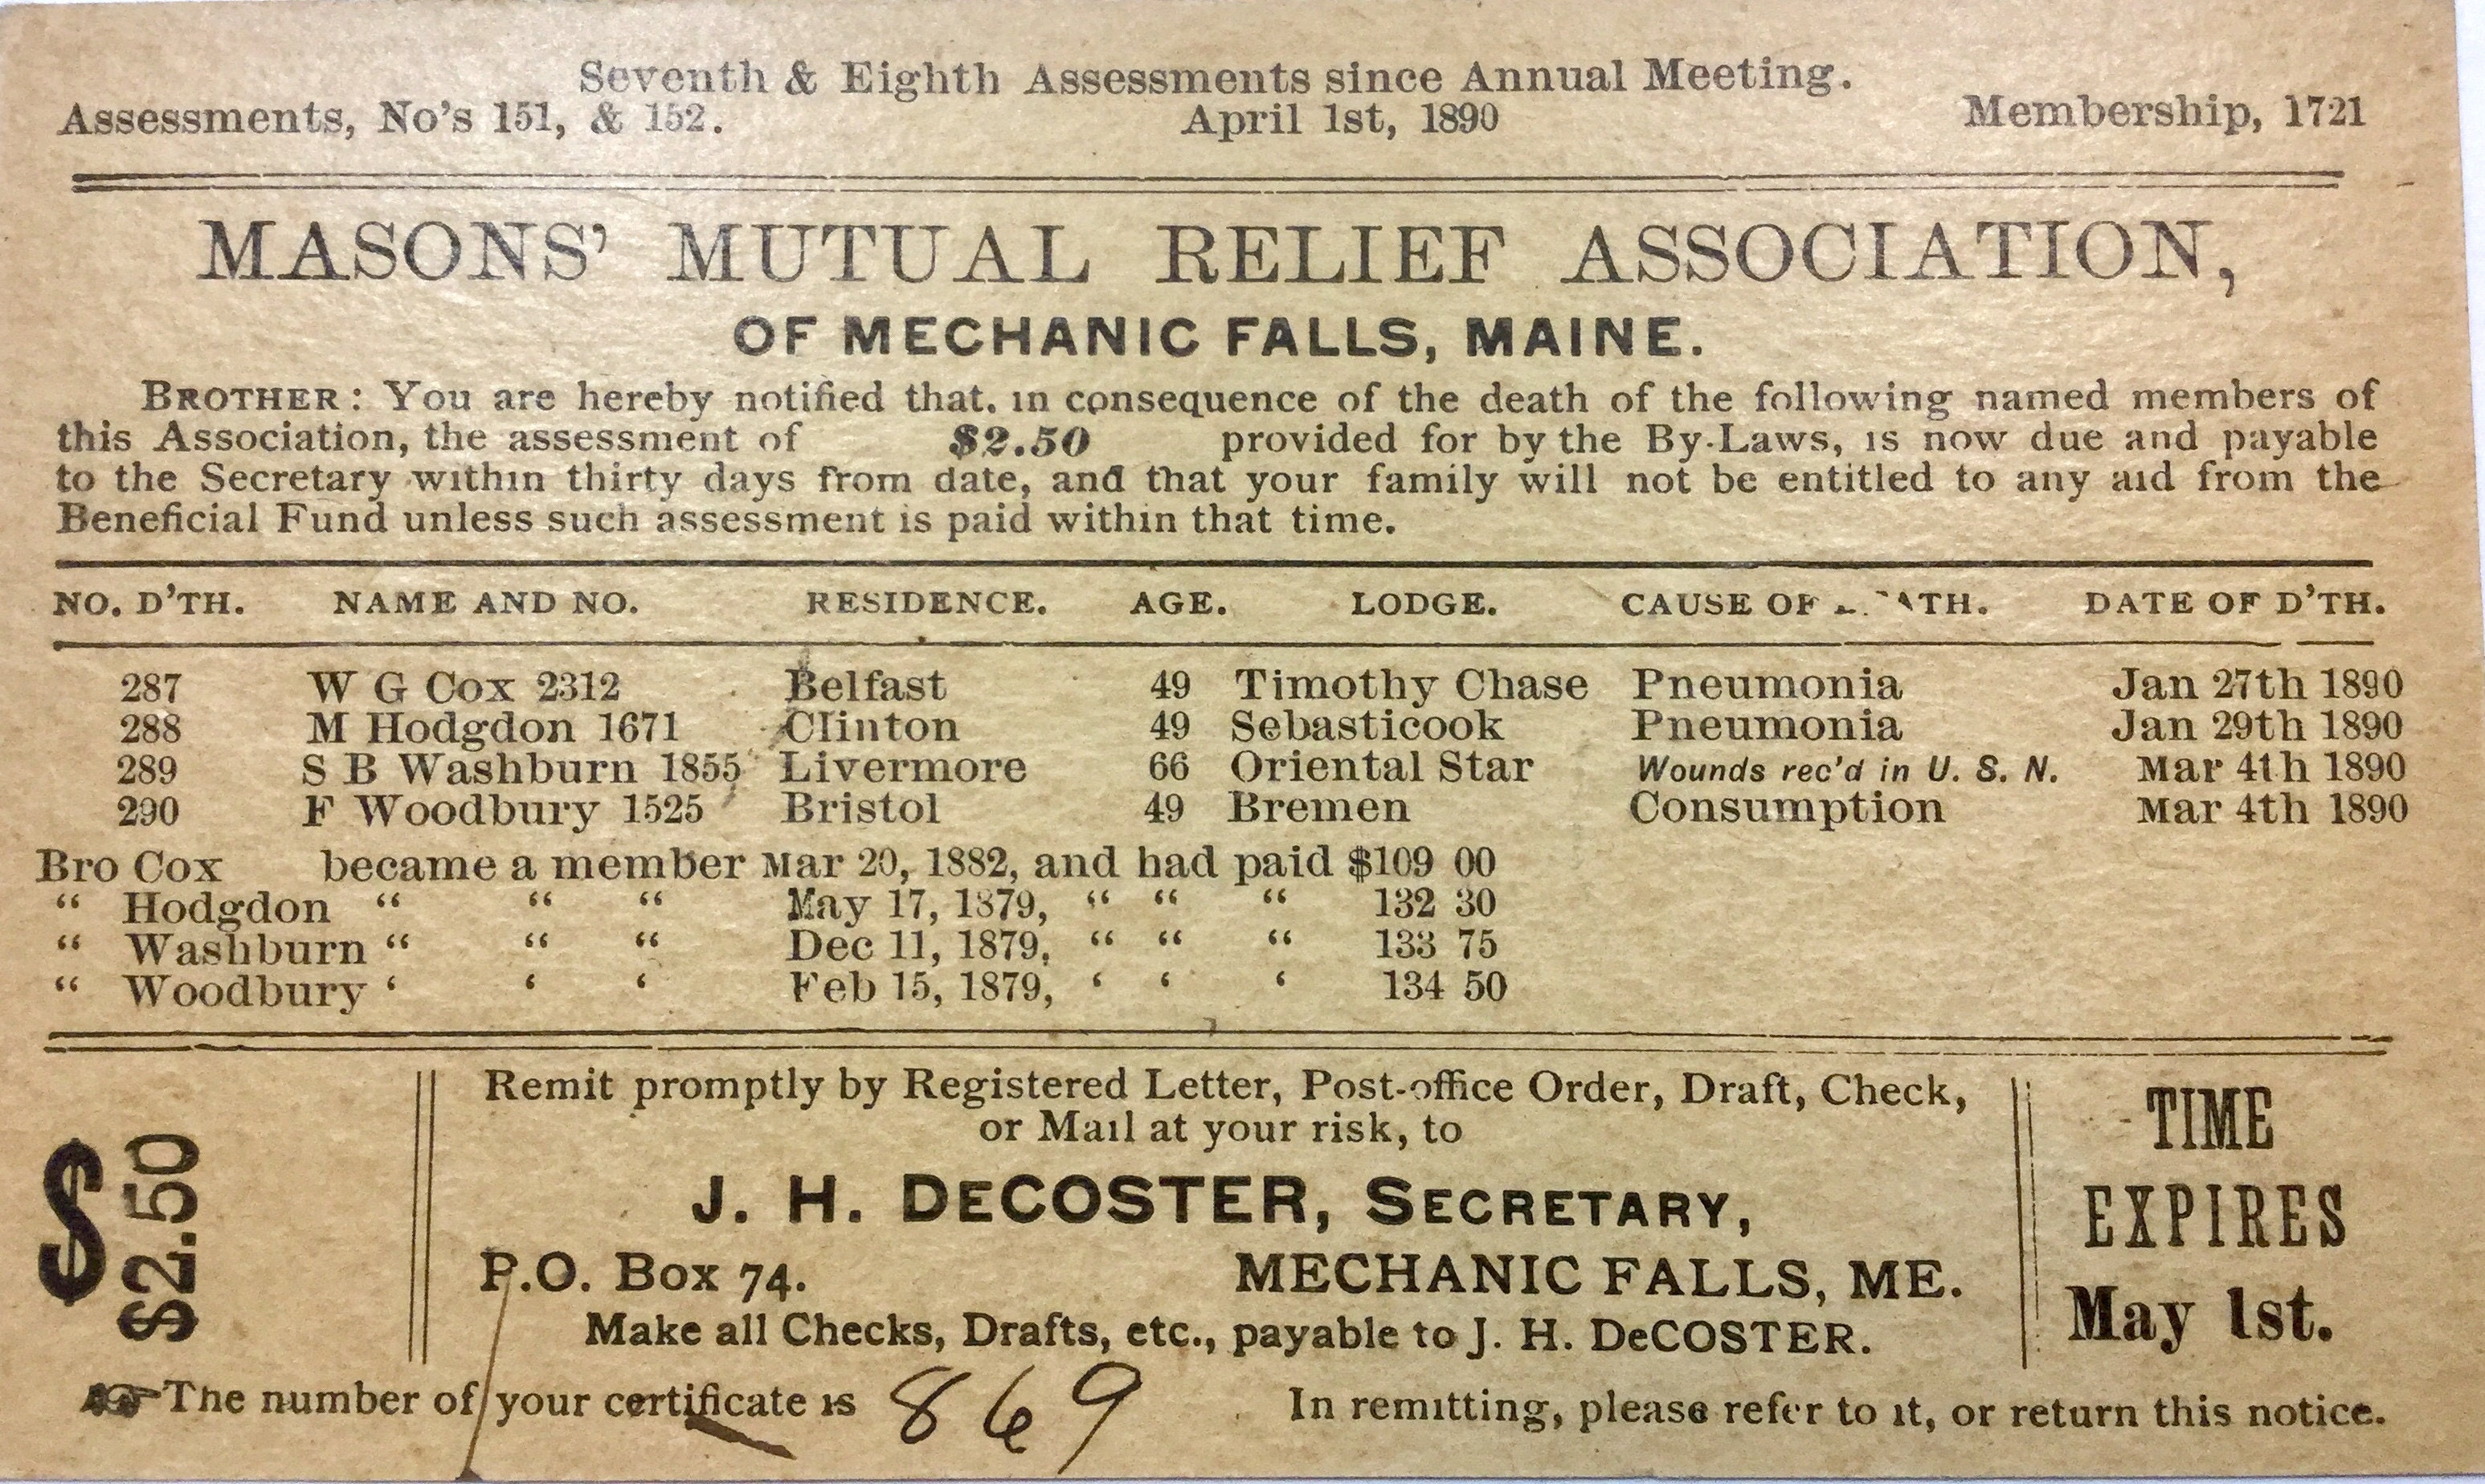 Seventh & Eighth Assessments since Annual Meeting.
Assessments, No's 151, & 152. April 1st, 1890 Membership, 1721
MASONS' MUTUAL RELIEF ASSOCIATION,
OF MECHANIC FALLS, MAINE.
BROTHER: You are hereby notified that. in consequence of the death of the following named members of
this Association, the assessment of $2.50 provided for by the By-Laws, is now due and payable
to the Secretary within thirty days from date, and that your family will not be entitled to any aid from the
Beneficial Fund unless such assessment is paid within that time.
NO. D'TH. NAME AND NO. RESIDENCE. AGE. LODGE. CAUSE OF DEATH. DATE OF D'TH.
287 W G Cox 2312 Belfast 49 Timothy Chase Pneumonia Jan 27th 1890
288 M Hodgdon 1671 Clinton 49 Sebasticook Pneumonia Jan 29th 1890
289 S B Washburn 1855 Livermore 66 Oriental Star Wounds rec'd in U. S. N. Mar 4th 1890
290 F Woodbury 1525 Bristol 49 Bremen Consumption Mar 4th 1890
Bro Cox became a member Mar 20, 1882, and had paid $109 00
“ Hodgdon “ “ “ May 17, 1879, “ “ “ 132 30
“ Washburn “ “ “ Dec 11, 1879, “ “ “ 133 75
“ Woodbury ‘ ‘ ‘ Feb 15, 1879, ‘ ‘ ‘ 134 50
$
$2.50
Remit promptly by Registered Letter, Post-office Order, Draft, Check,
or Mail at your risk, to
J. H. DECOSTER, SECRETARY,
P.O. Box 74. MECHANIC FALLS, ME.
Make all Checks, Drafts, etc., payable to J. H. DeCOSTER.
TIME
EXPIRES
May 1st.
☞The number of your certificate is 869 In remitting, please refer to it, or return this notice.